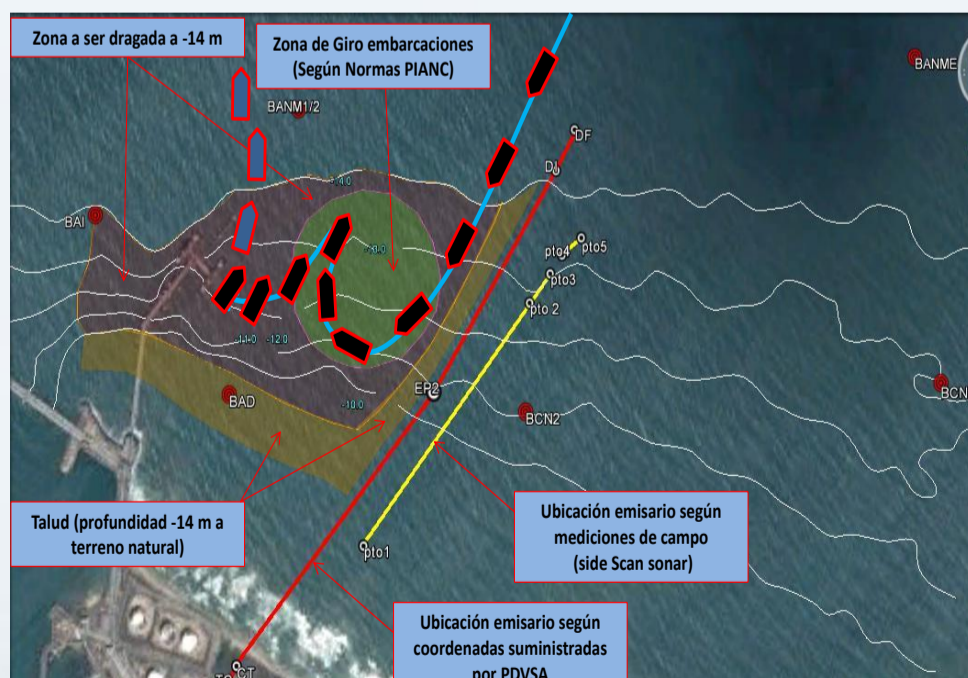 Zona a ser dragada a -14 m
Zona de Giro embarcaciones
(Según Normas PIANC)
BANME
BANM1/2
DF
DI
-14.0
BAI
pto4
pto5
-13.0
pto3
pto 2
-11.0
-12.0
EP2
BCN
BAD
-10.0
BCN2
Talud (profundidad -14 m a
terreno natural)
Ubicación emisario según
mediciones de campo
(side Scan sonar)
pto1
Ubicación emisario según
coordenadas suministradas
por PDVSA
CT